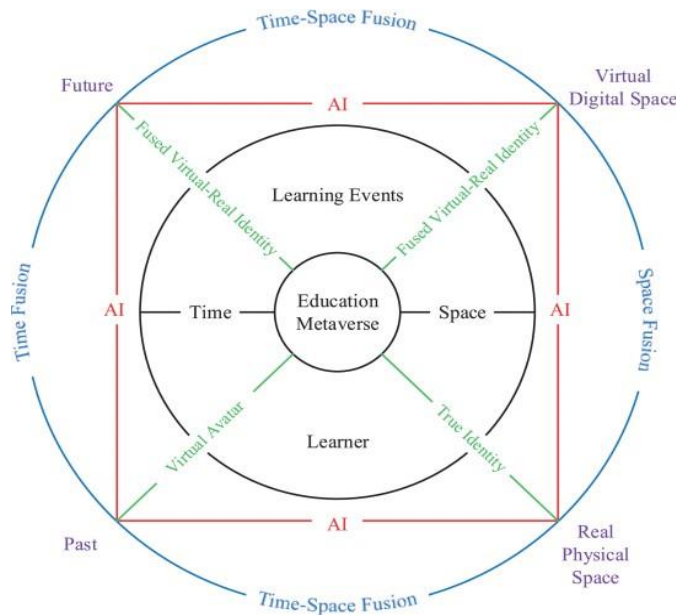 Time-Space Fusion
Future
Virtual
Digital Space
AI
Fused Virtual-Real Identity
Fused Virtual-Real Identity
Learning Events
Time Fusion
AI
Time
Education
Metaverse
Space
AI
Space Fusion
Virtual Avatar
Learner
True Identity
AI
Past
Real
Physical
Space
Time-Space Fusion